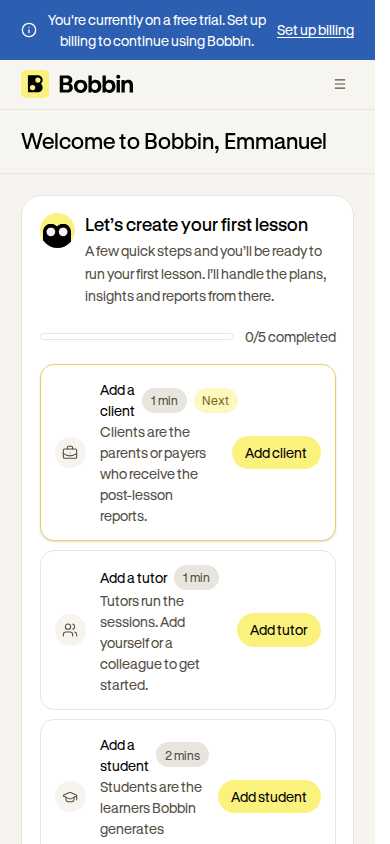 You're currently on a free trial. Set up
billing to continue using Bobbin.
Set up billing
B Bobbin
Welcome to Bobbin, Emmanuel
Let's create your first lesson
A few quick steps and you'll be ready to
run your first lesson. I'll handle the plans,
insights and reports from there.
0/5 completed
Add a
client
1 min
Next
Clients are the
parents or payers
who receive the
post-lesson
reports.
Add client
Add a tutor
1 min
Tutors run the
sessions. Add
yourself or a
colleague to get
started.
Add tutor
Add a
student
2 mins
Students are the
learners Bobbin
generates
Add student